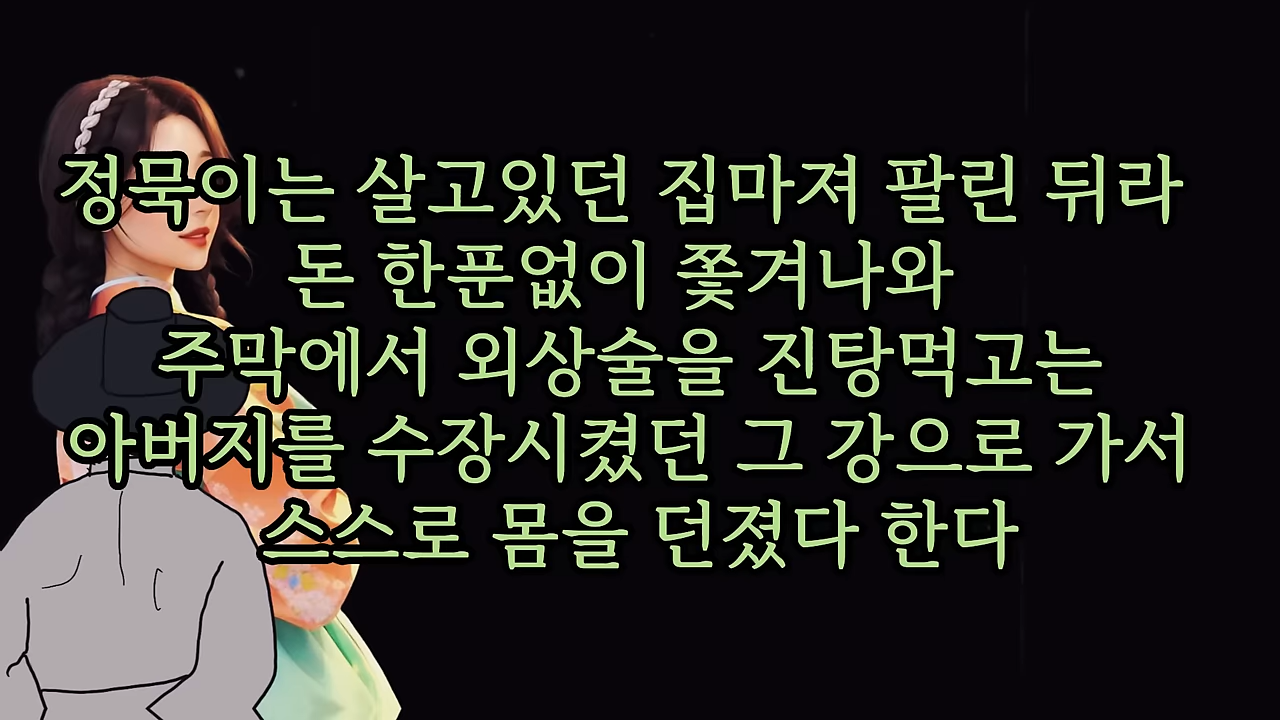 정묵이는 살고있던 집마져 팔린 뒤라
돈 한푼없이 쫓겨나와
주막에서 외상술을 진탕먹고는
아버지를 수장시켰던 그 강으로 가서
스스로 몸을 던졌다 한다